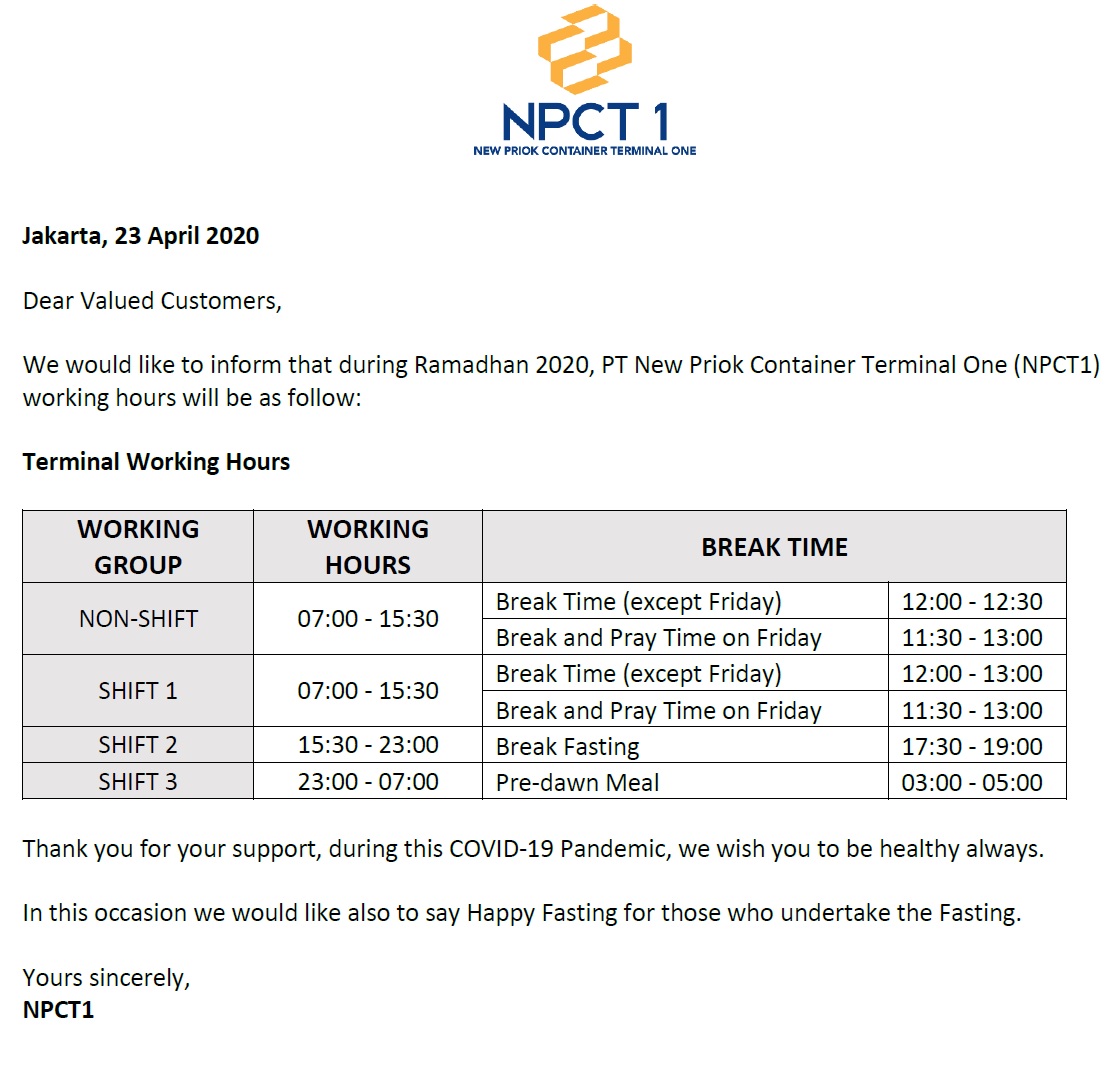 NPCT 1
NEW PRIOK CONTAINER TERMINAL ONE
Jakarta, 23 April 2020
Dear Valued Customers,
We would like to inform that during Ramadhan 2020, PT New Priok Container Terminal One (NPCT1)
working hours will be as follow:
Terminal Working Hours
WORKING GROUP WORKING HOURS BREAK TIME
NON-SHIFT 07:00 - 15:30 Break Time (except Friday) 12:00 - 12:30
Break and Pray Time on Friday 11:30 - 13:00
SHIFT 1 07:00 - 15:30 Break Time (except Friday) 12:00 - 13:00
Break and Pray Time on Friday 11:30 - 13:00
SHIFT 2 15:30 - 23:00 Break Fasting 17:30 - 19:00
SHIFT 3 23:00 - 07:00 Pre-dawn Meal 03:00 - 05:00
Thank you for your support, during this COVID-19 Pandemic, we wish you to be healthy always.
In this occasion we would like also to say Happy Fasting for those who undertake the Fasting.
Yours sincerely,
NPCT1